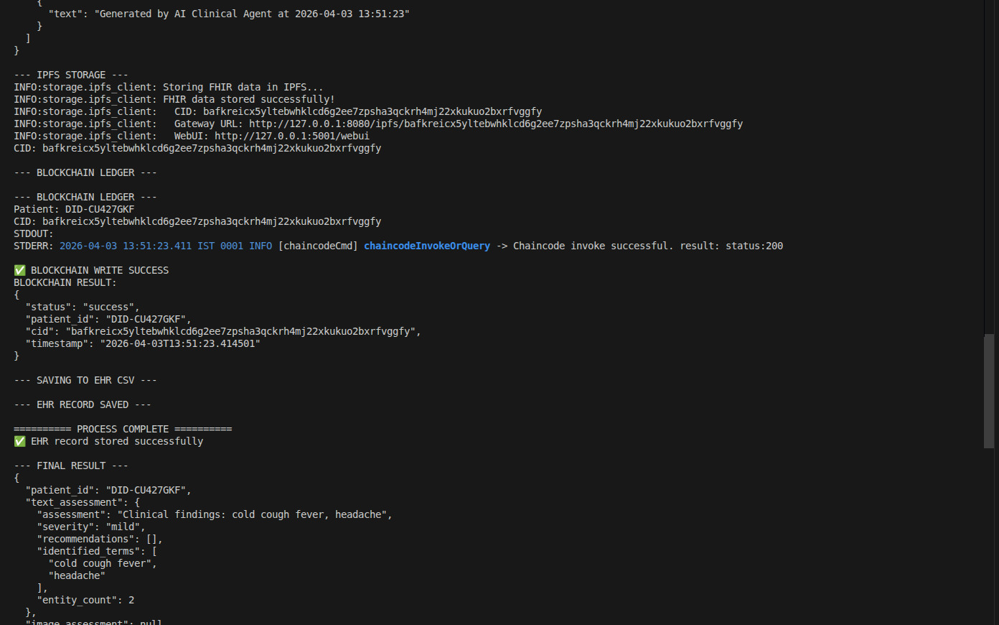 {
      "text": "Generated by AI Clinical Agent at 2026-04-03 13:51:23"
    }
  ]
}

--- IPFS STORAGE ---
INFO:storage.ipfs_client: Storing FHIR data in IPFS...
INFO:storage.ipfs_client: FHIR data stored successfully!
INFO:storage.ipfs_client:   CID: bafkreicx5yltebwhklcd6g2ee7zpsha3qckrh4mj22xkukuo2bxrfvggfy
INFO:storage.ipfs_client:   Gateway URL: http://127.0.0.1:8080/ipfs/bafkreicx5yltebwhklcd6g2ee7zpsha3qckrh4mj22xkukuo2bxrfvggfy
INFO:storage.ipfs_client:   WebUI: http://127.0.0.1:5001/webui
CID: bafkreicx5yltebwhklcd6g2ee7zpsha3qckrh4mj22xkukuo2bxrfvggfy

--- BLOCKCHAIN LEDGER ---

--- BLOCKCHAIN LEDGER ---
Patient: DID-CU427GKF
CID: bafkreicx5yltebwhklcd6g2ee7zpsha3qckrh4mj22xkukuo2bxrfvggfy
STDOUT:
STDERR: 2026-04-03 13:51:23.411 IST 0001 INFO [chaincodeCmd] chaincodeInvokeOrQuery -> Chaincode invoke successful. result: status:200

✅ BLOCKCHAIN WRITE SUCCESS
BLOCKCHAIN RESULT:
{
  "status": "success",
  "patient_id": "DID-CU427GKF",
  "cid": "bafkreicx5yltebwhklcd6g2ee7zpsha3qckrh4mj22xkukuo2bxrfvggfy",
  "timestamp": "2026-04-03T13:51:23.414501"
}

--- SAVING TO EHR CSV ---

--- EHR RECORD SAVED ---

========== PROCESS COMPLETE ==========
✅ EHR record stored successfully

--- FINAL RESULT ---
{
  "patient_id": "DID-CU427GKF",
  "text_assessment": {
    "assessment": "Clinical findings: cold cough fever, headache",
    "severity": "mild",
    "recommendations": [],
    "identified_terms": [
      "cold cough fever",
      "headache"
    ],
    "entity_count": 2
  },
  "image_assessment": null